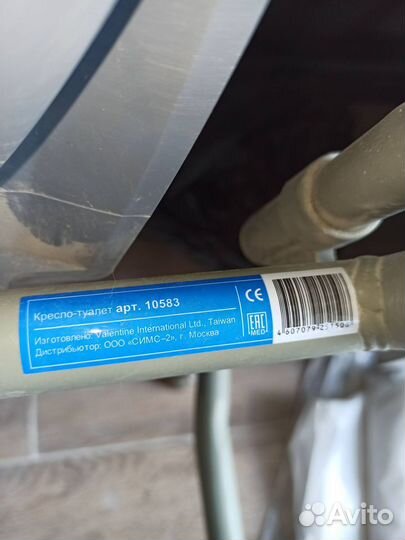 Кресло-туалет арт. 10583
Изготовлено: Valentine International Ltd., Taiwan
Дистрибьютор: ООО «СИМС–2», г. Москва
CE
EAC
MED
Avito